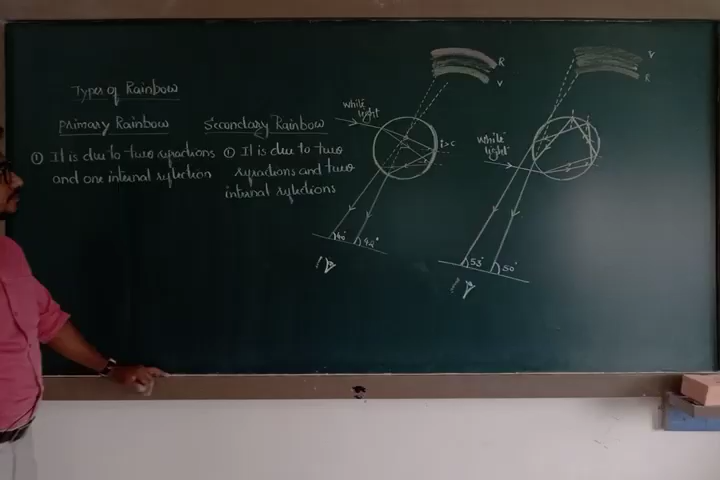 Types of Rainbow
Primary Rainbow
Secondary Rainbow
① It is due to two refractions
and one internal reflection
① It is due to two
refractions and two
internal reflections
white
light
i>c
R
V
40°
42°
white
light
V
R
53°
50°